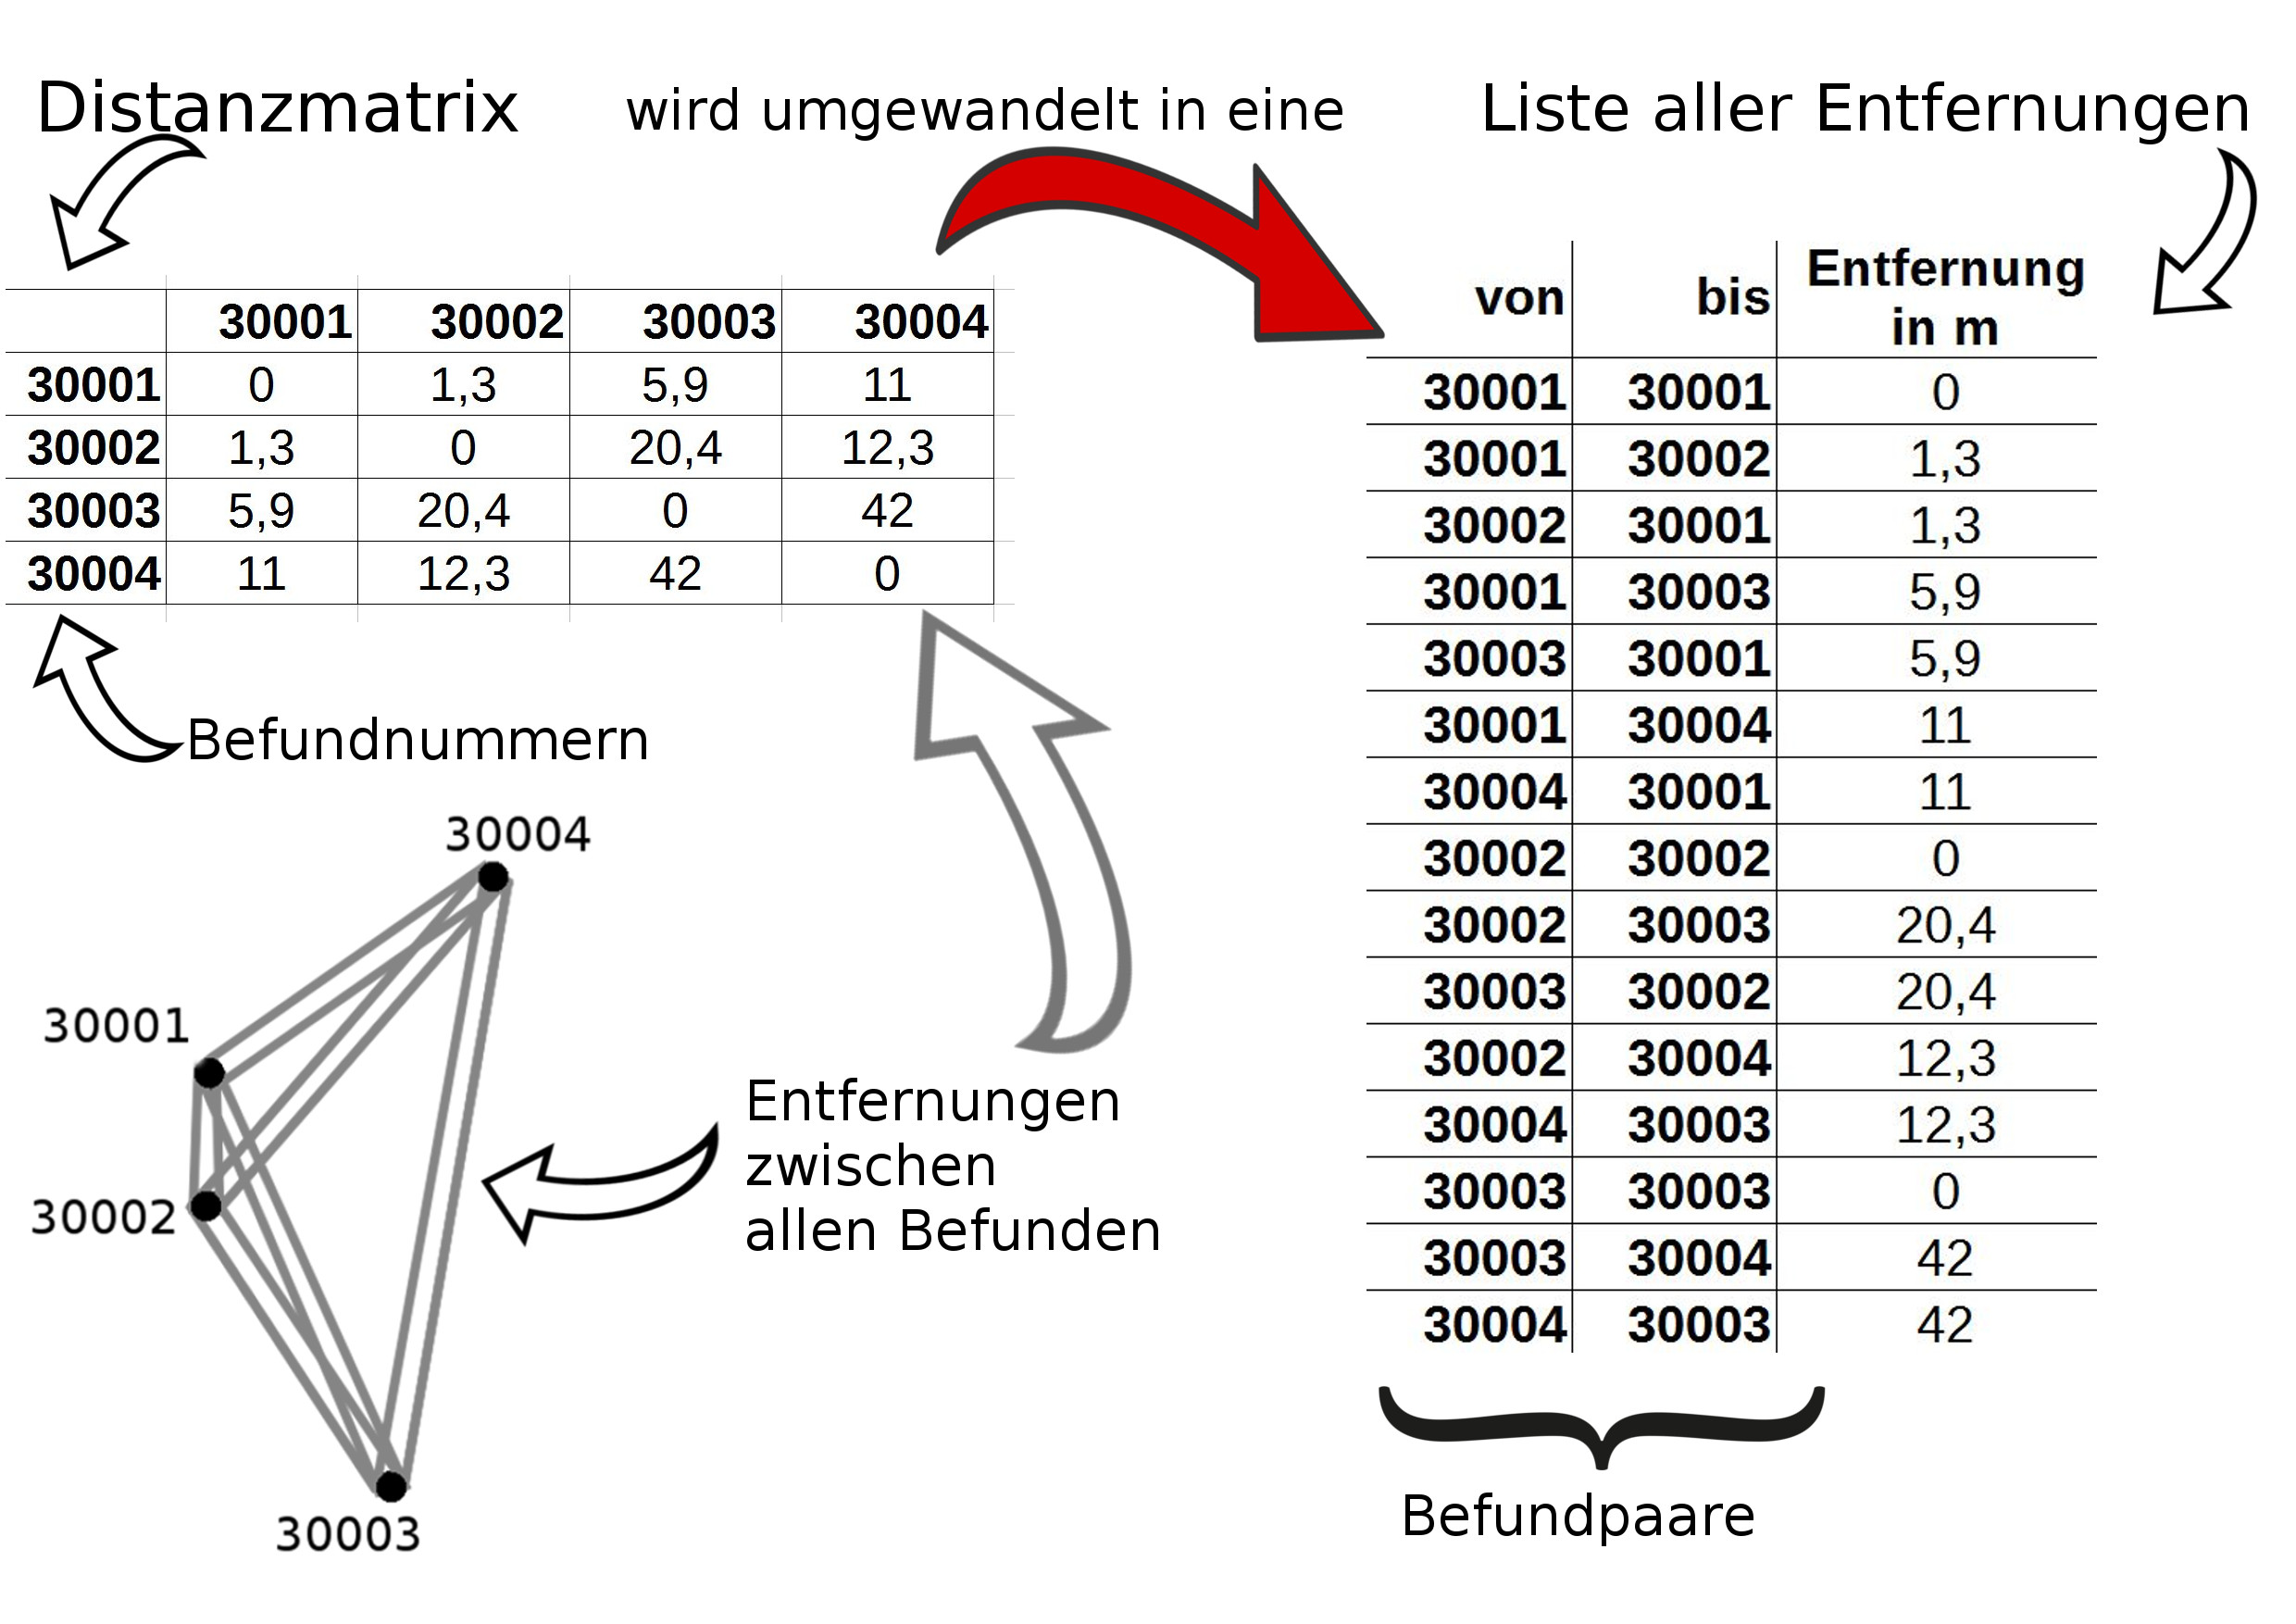 Distanzmatrix
wird umgewandelt in eine
Liste aller Entfernungen
30001 30002 30003 30004
30001 0 1,3 5,9 11
30002 1,3 0 20,4 12,3
30003 5,9 20,4 0 42
30004 11 12,3 42 0
Befundnummern
30004
30001
30002
30003
Entfernungen
zwischen
allen Befunden
von bis Entfernung
in m
30001 30001 0
30001 30002 1,3
30002 30001 1,3
30001 30003 5,9
30003 30001 5,9
30001 30004 11
30004 30001 11
30002 30002 0
30002 30003 20,4
30003 30002 20,4
30002 30004 12,3
30004 30003 12,3
30003 30003 0
30003 30004 42
30004 30003 42
Befundpaare